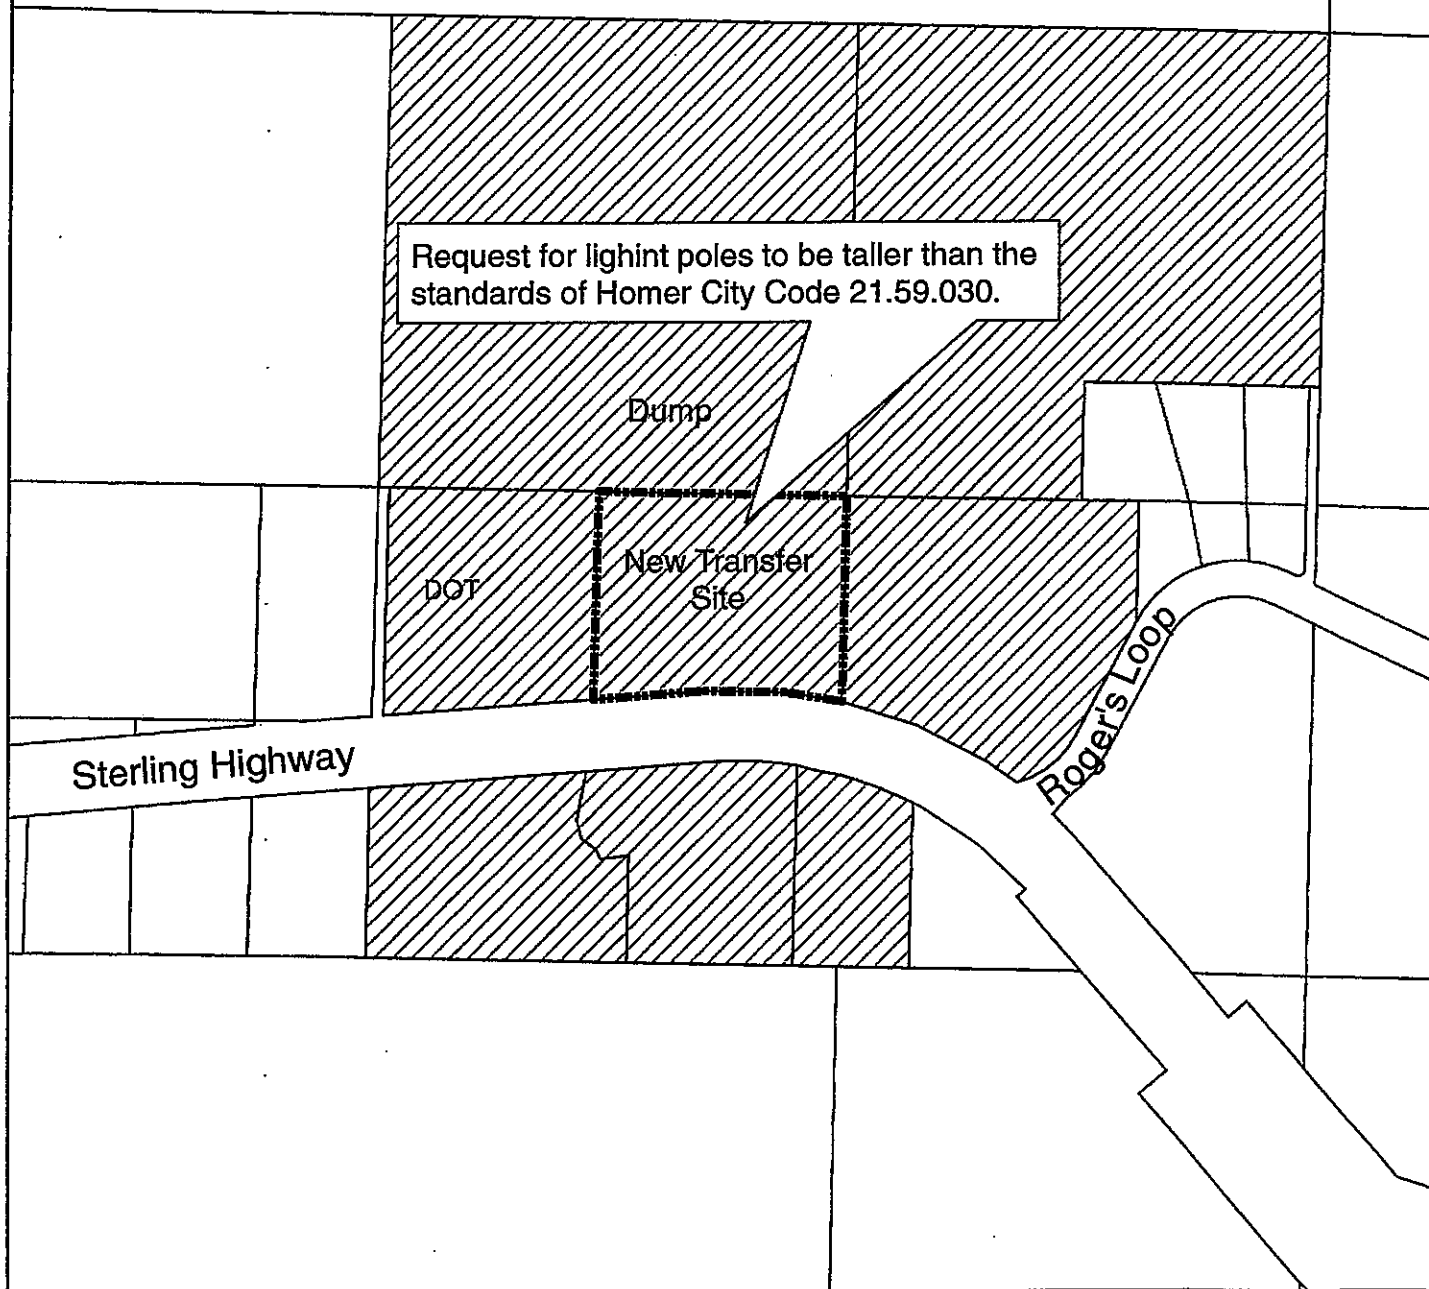 Request for lighint poles to be taller than the
standards of Homer City Code 21.59.030.
Dump
New Transfer
Site
DOT
Roger's Loop
Sterling Highway